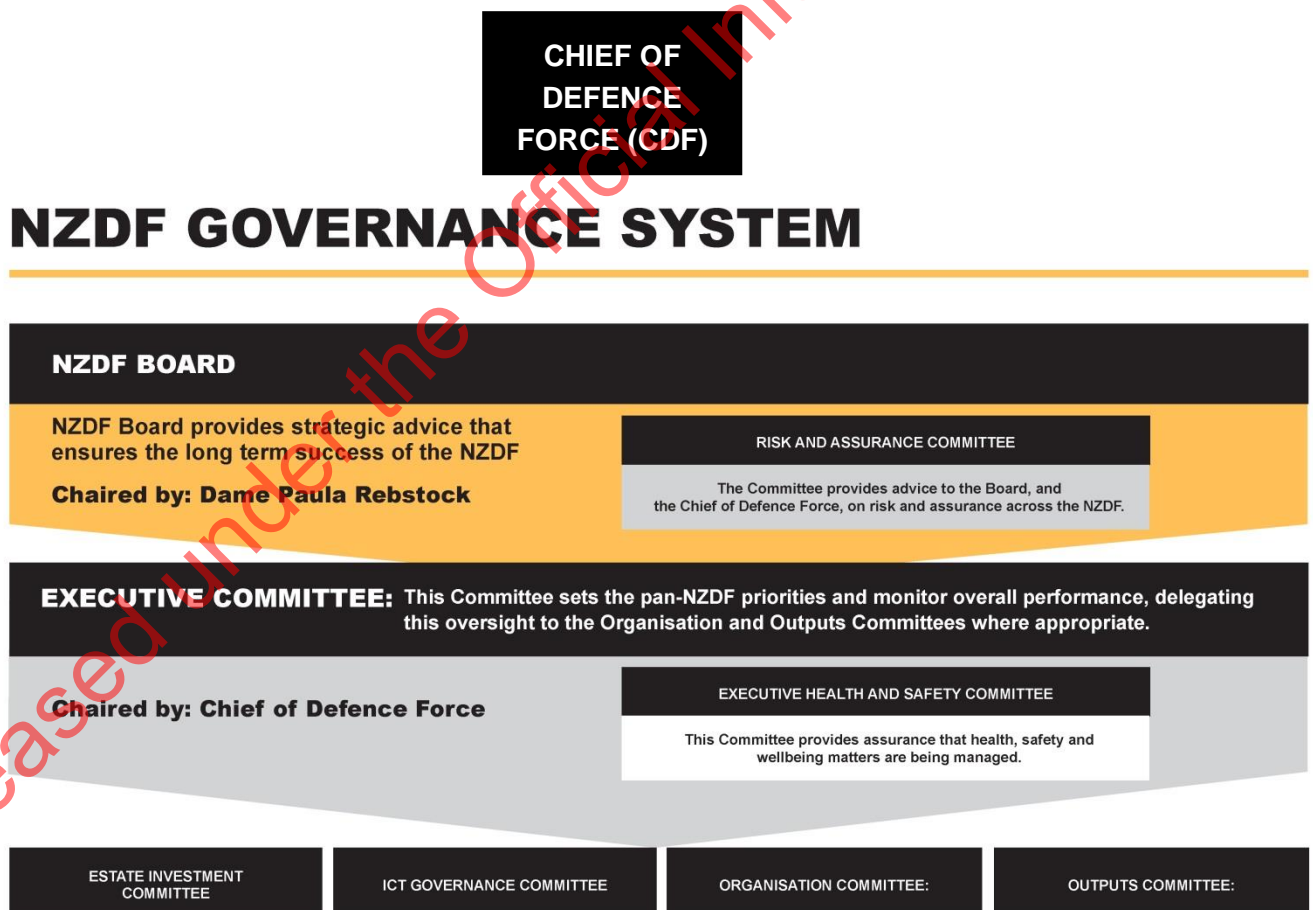 CHIEF OF
DEFENCE
FORCE (CDF)
NZDF GOVERNANCE SYSTEM
NZDF BOARD
NZDF Board provides strategic advice that
ensures the long term success of the NZDF
Chaired by: Dame Paula Rebstock
RISK AND ASSURANCE COMMITTEE
The Committee provides advice to the Board, and
the Chief of Defence Force, on risk and assurance across the NZDF.
EXECUTIVE COMMITTEE: This Committee sets the pan-NZDF priorities and monitor overall performance, delegating
this oversight to the Organisation and Outputs Committees where appropriate.
Chaired by: Chief of Defence Force
EXECUTIVE HEALTH AND SAFETY COMMITTEE
This Committee provides assurance that health, safety and
wellbeing matters are being managed.
ESTATE INVESTMENT
COMMITTEE
ICT GOVERNANCE COMMITTEE
ORGANISATION COMMITTEE:
OUTPUTS COMMITTEE:
eased under the Official In